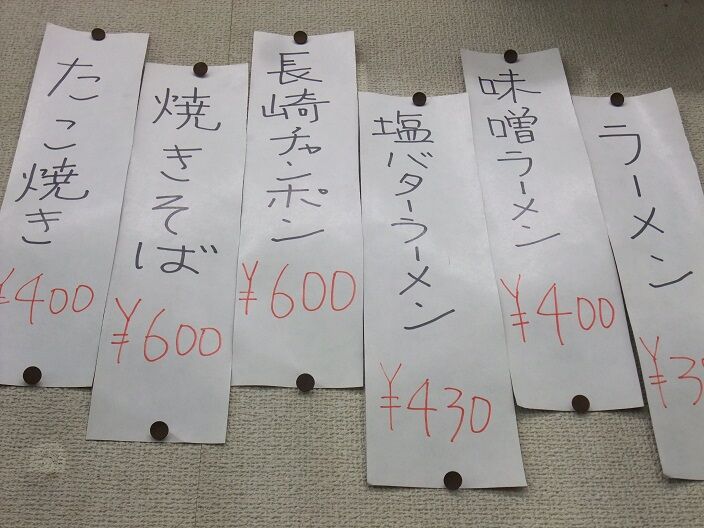 ラーメン
¥3
味噌ラーメン
¥400
塩バターラーメン
¥430
長崎チャンポン
¥600
焼きそば
¥600
たこ焼き
¥400